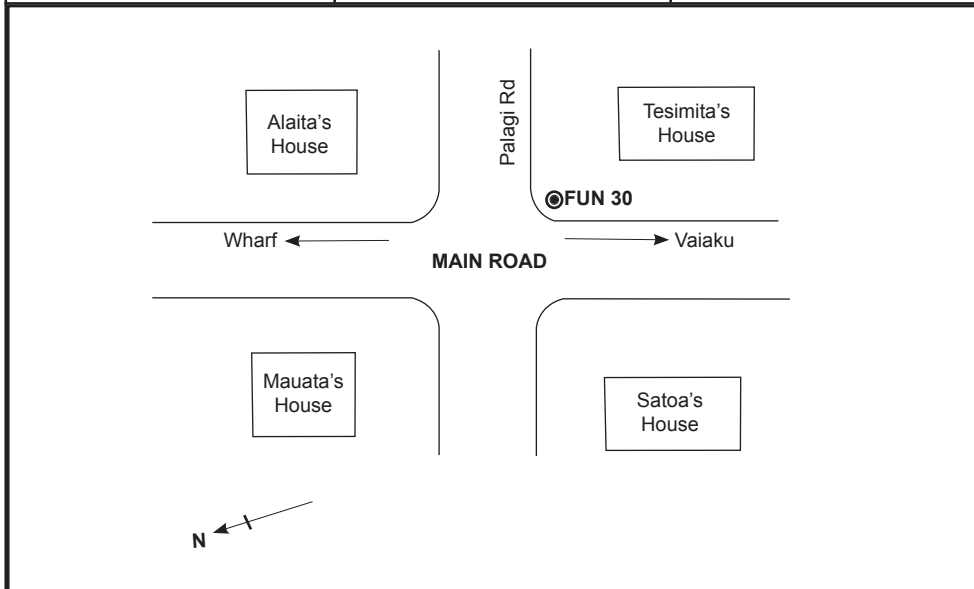 Alaita's
House
Palagi Rd
Tesimita's
House
FUN 30
Wharf
Vaiaku
MAIN ROAD
Mauata's
House
Satoa's
House
N